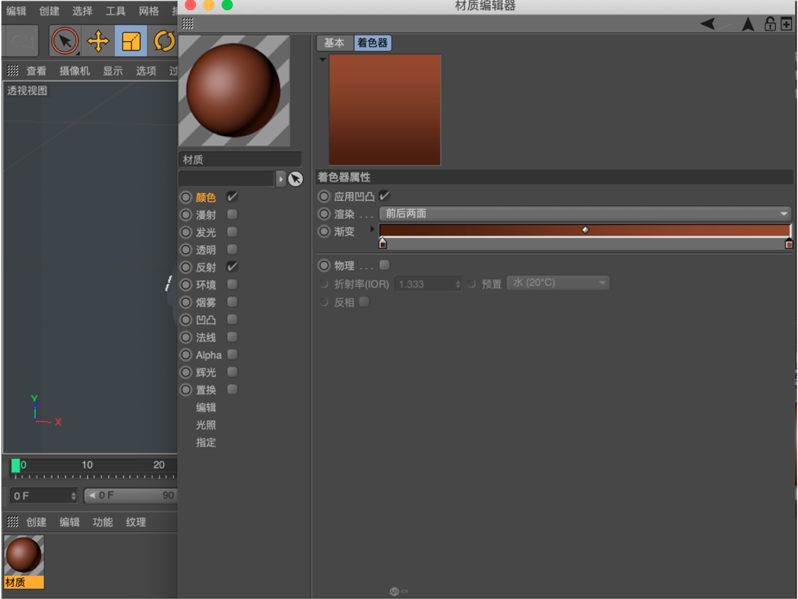 材质编辑器
编辑 创建 选择 工具 网格
查看 摄像机 显示 选项 过
透视视图
Y
X
0 10 20
0 F 0 F 90
创建 编辑 功能 纹理
材质
材质
颜色
漫射
发光
透明
反射
环境
烟雾
凹凸
法线
Alpha
辉光
置换
编辑
光照
指定
基本 着色器
着色器属性
应用凹凸
渲染 . . . 前后两面
渐变
物理 . . .
折射率(IOR) 1.333 预置 水 (20°C)
反相